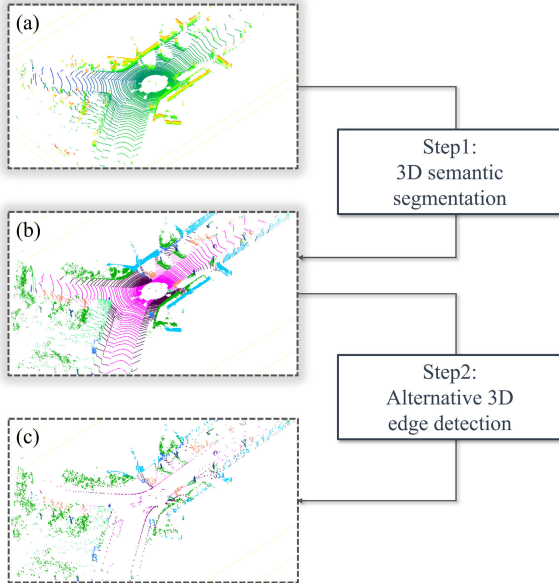 (a)
Step1:
3D semantic
segmentation
(b)
Step2:
Alternative 3D
edge detection
(c)